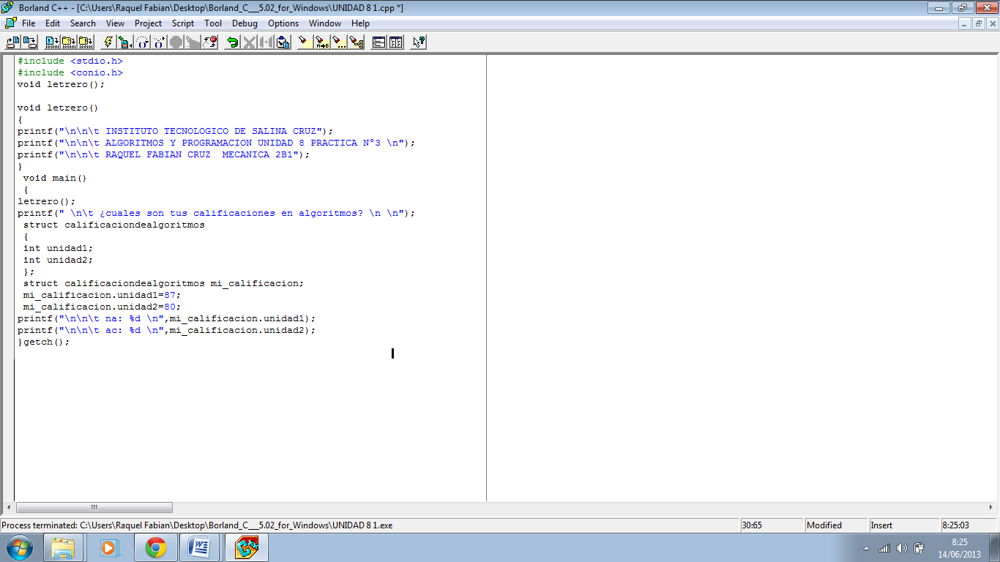 Borland C++ - [C:\Users\Raquel Fabian\Desktop\Borland_C___5.02_for_Windows\UNIDAD 8 1.cpp *]
File Edit Search View Project Script Tool Debug Options Window Help
#include <stdio.h>
#include <conio.h>
void letrero();
void letrero()
{
printf("\n\n\t INSTITUTO TECNOLOGICO DE SALINA CRUZ");
printf("\n\n\t ALGORITMOS Y PROGRAMACION UNIDAD 8 PRACTICA N°3 \n");
printf("\n\n\t RAQUEL FABIAN CRUZ  MECANICA 2B1");
}
void main()
{
letrero();
printf(" \n\t ¿cuales son tus calificaciones en algoritmos? \n \n");
struct calificaciondealgoritmos
{
int unidad1;
int unidad2;
};
struct calificaciondealgoritmos mi_calificacion;
mi_calificacion.unidad1=87;
mi_calificacion.unidad2=80;
printf("\n\n\t na: %d \n",mi_calificacion.unidad1);
printf("\n\n\t ac: %d \n",mi_calificacion.unidad2);
}getch();
Process terminated: C:\Users\Raquel Fabian\Desktop\Borland_C___5.02_for_Windows\UNIDAD 8 1.exe 30:65 Modified Insert 8:25:03
8:25
14/06/2013